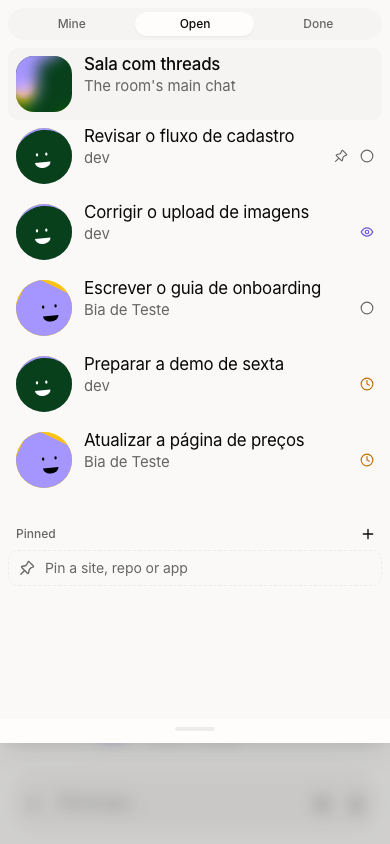 Mine
Open
Done
Sala com threads
The room's main chat
Revisar o fluxo de cadastro
dev
Corrigir o upload de imagens
dev
Escrever o guia de onboarding
Bia de Teste
Preparar a demo de sexta
dev
Atualizar a página de preços
Bia de Teste
Pinned
Pin a site, repo or app